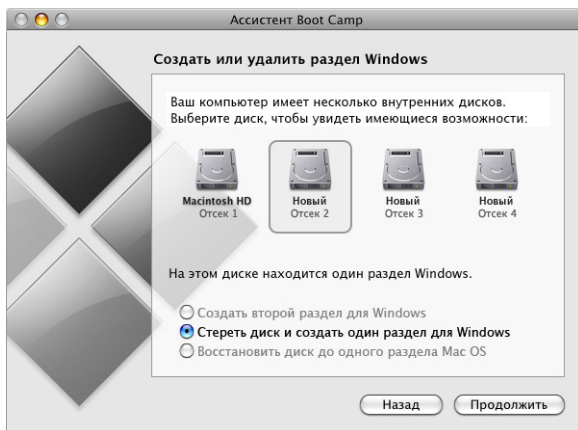 Ассистент Boot Camp
Создать или удалить раздел Windows
Ваш компьютер имеет несколько внутренних дисков.
Выберите диск, чтобы увидеть имеющиеся возможности:
Macintosh HD Новый Новый Новый
Отсек 1 Отсек 2 Отсек 3 Отсек 4
На этом диске находится один раздел Windows.
Создать второй раздел для Windows
Стереть диск и создать один раздел для Windows
Восстановить диск до одного раздела Mac OS
Назад Продолжить